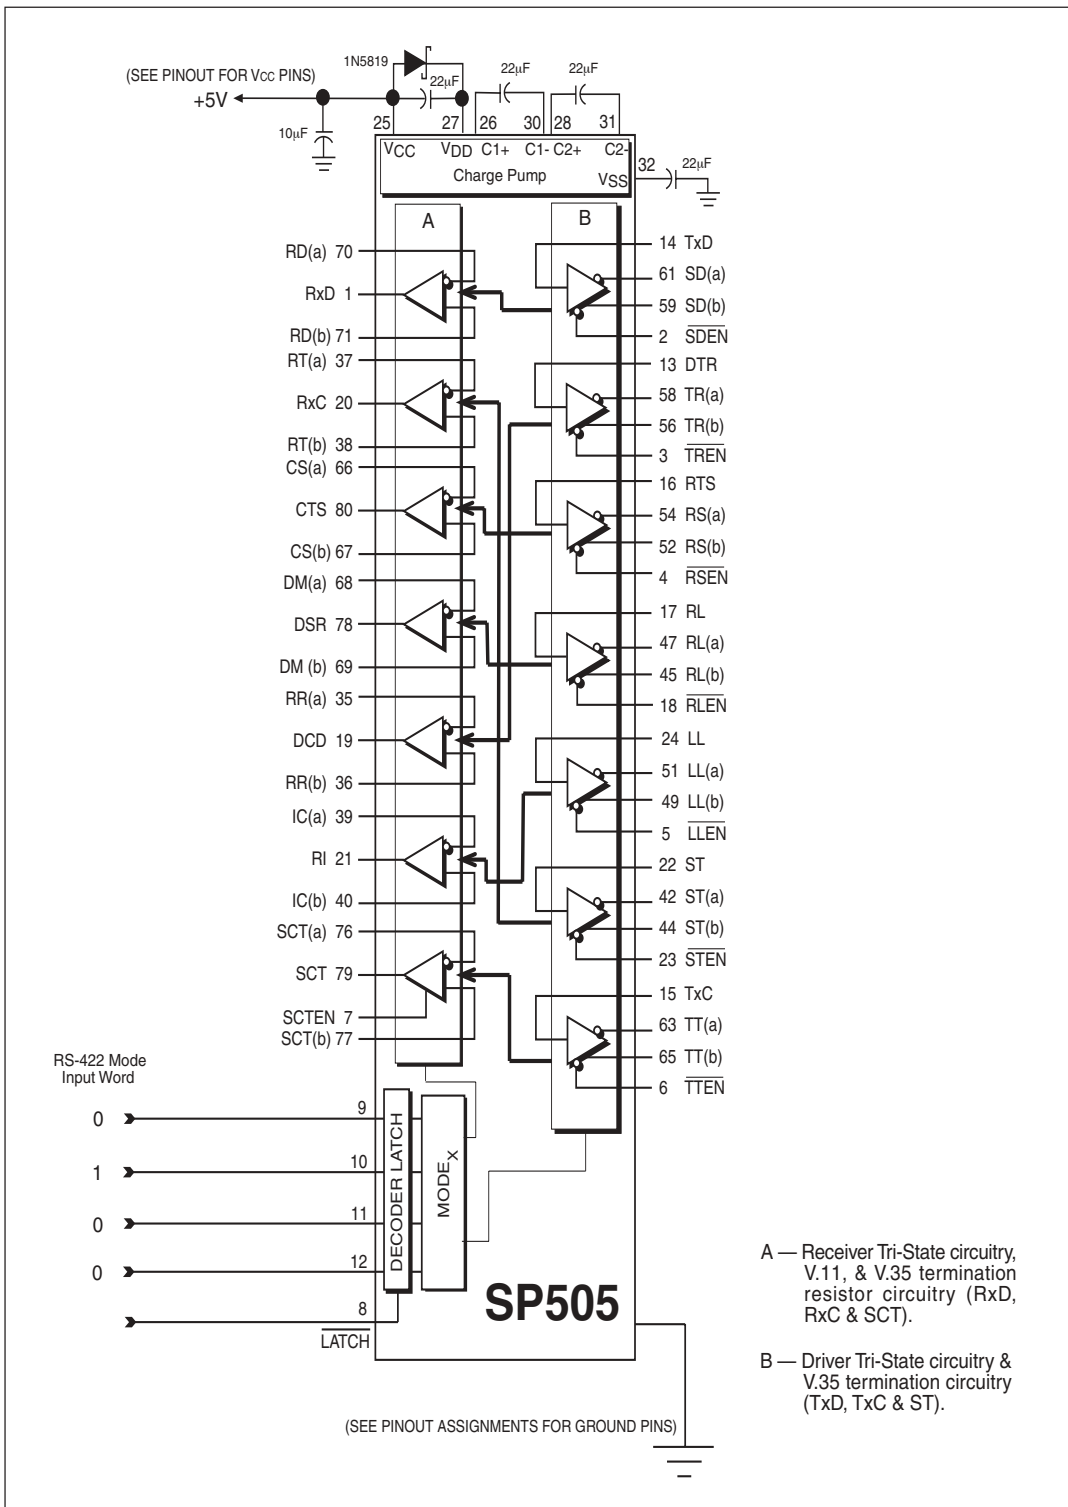 1N5819
(SEE PINOUT FOR VCC PINS)
22µF
22µF
22µF
+5V
10µF
25
27
26
30
28
31
VCC
VDD
C1+
C1-
C2+
C2-
Charge Pump
VSS
32
22µF
A
B
RD(a) 70
RxD 1
RD(b) 71
RT(a) 37
RxC 20
RT(b) 38
CS(a) 66
CTS 80
CS(b) 67
DM(a) 68
DSR 78
DM (b) 69
RR(a) 35
DCD 19
RR(b) 36
IC(a) 39
RI 21
IC(b) 40
SCT(a) 76
SCT 79
SCTEN 7
SCT(b) 77
14 TxD
61 SD(a)
59 SD(b)
2 SDEN
13 DTR
58 TR(a)
56 TR(b)
3 TREN
16 RTS
54 RS(a)
52 RS(b)
4 RSEN
17 RL
47 RL(a)
45 RL(b)
18 RLEN
24 LL
51 LL(a)
49 LL(b)
5 LLEN
22 ST
42 ST(a)
44 ST(b)
23 STEN
15 TxC
63 TT(a)
65 TT(b)
6 TTEN
RS-422 Mode
Input Word
0
9
1
10
0
11
0
12
8
LATCH
DECODER LATCH
MODEX
SP505
A — Receiver Tri-State circuitry,
V.11, & V.35 termination
resistor circuitry (RxD,
RxC & SCT).
B — Driver Tri-State circuitry &
V.35 termination circuitry
(TxD, TxC & ST).
(SEE PINOUT ASSIGNMENTS FOR GROUND PINS)